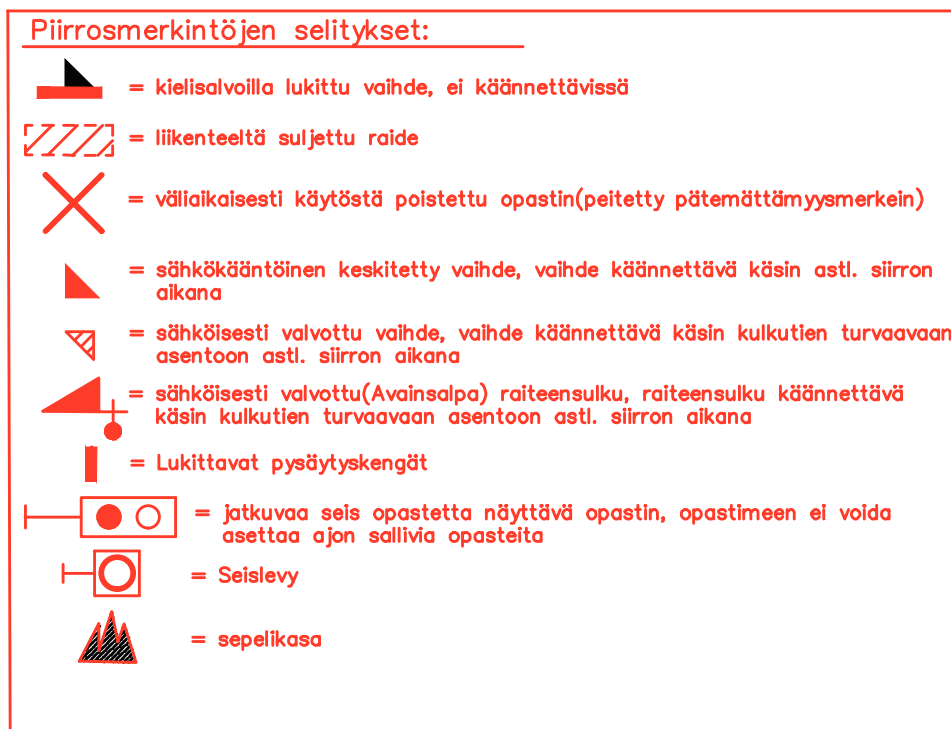 Piirrosmerkintöjen selitykset:
= kielisalvoilla lukittu vaihde, ei käännettävissä
= liikenteeltä suljettu raide
= väliaikaisesti käytöstä poistettu opastin(peitetty pätemättämyysmerkein)
= sähkökääntöinen keskitetty vaihde, vaihde käännettävä käsin astl. siirron
aikana
= sähköisesti valvottu vaihde, vaihde käännettävä käsin kulkutien turvaavaan
asentoon astl. siirron aikana
= sähköisesti valvottu(Avainsalpa) raiteensulku, raiteensulku käännettävä
käsin kulkutien turvaavaan asentoon astl. siirron aikana
= Lukittavat pysäytyskengät
= jatkuvaa seis opastetta näyttävä opastin, opastimeen ei voida
asettaa ajon sallivia opasteita
= Seislevy
= sepelikasa